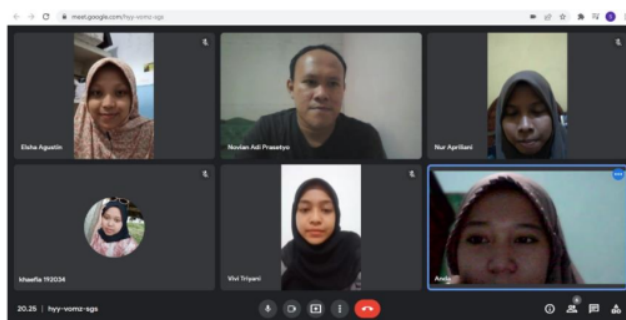 meet.google.com/hyy-vomz-sgs
Elsha Agustin
Novian Adi Prasetyo
Nur Apriliani
khaefia 192034
Vivi Triyani
Anda
20.25 | hyy-vomz-sgs